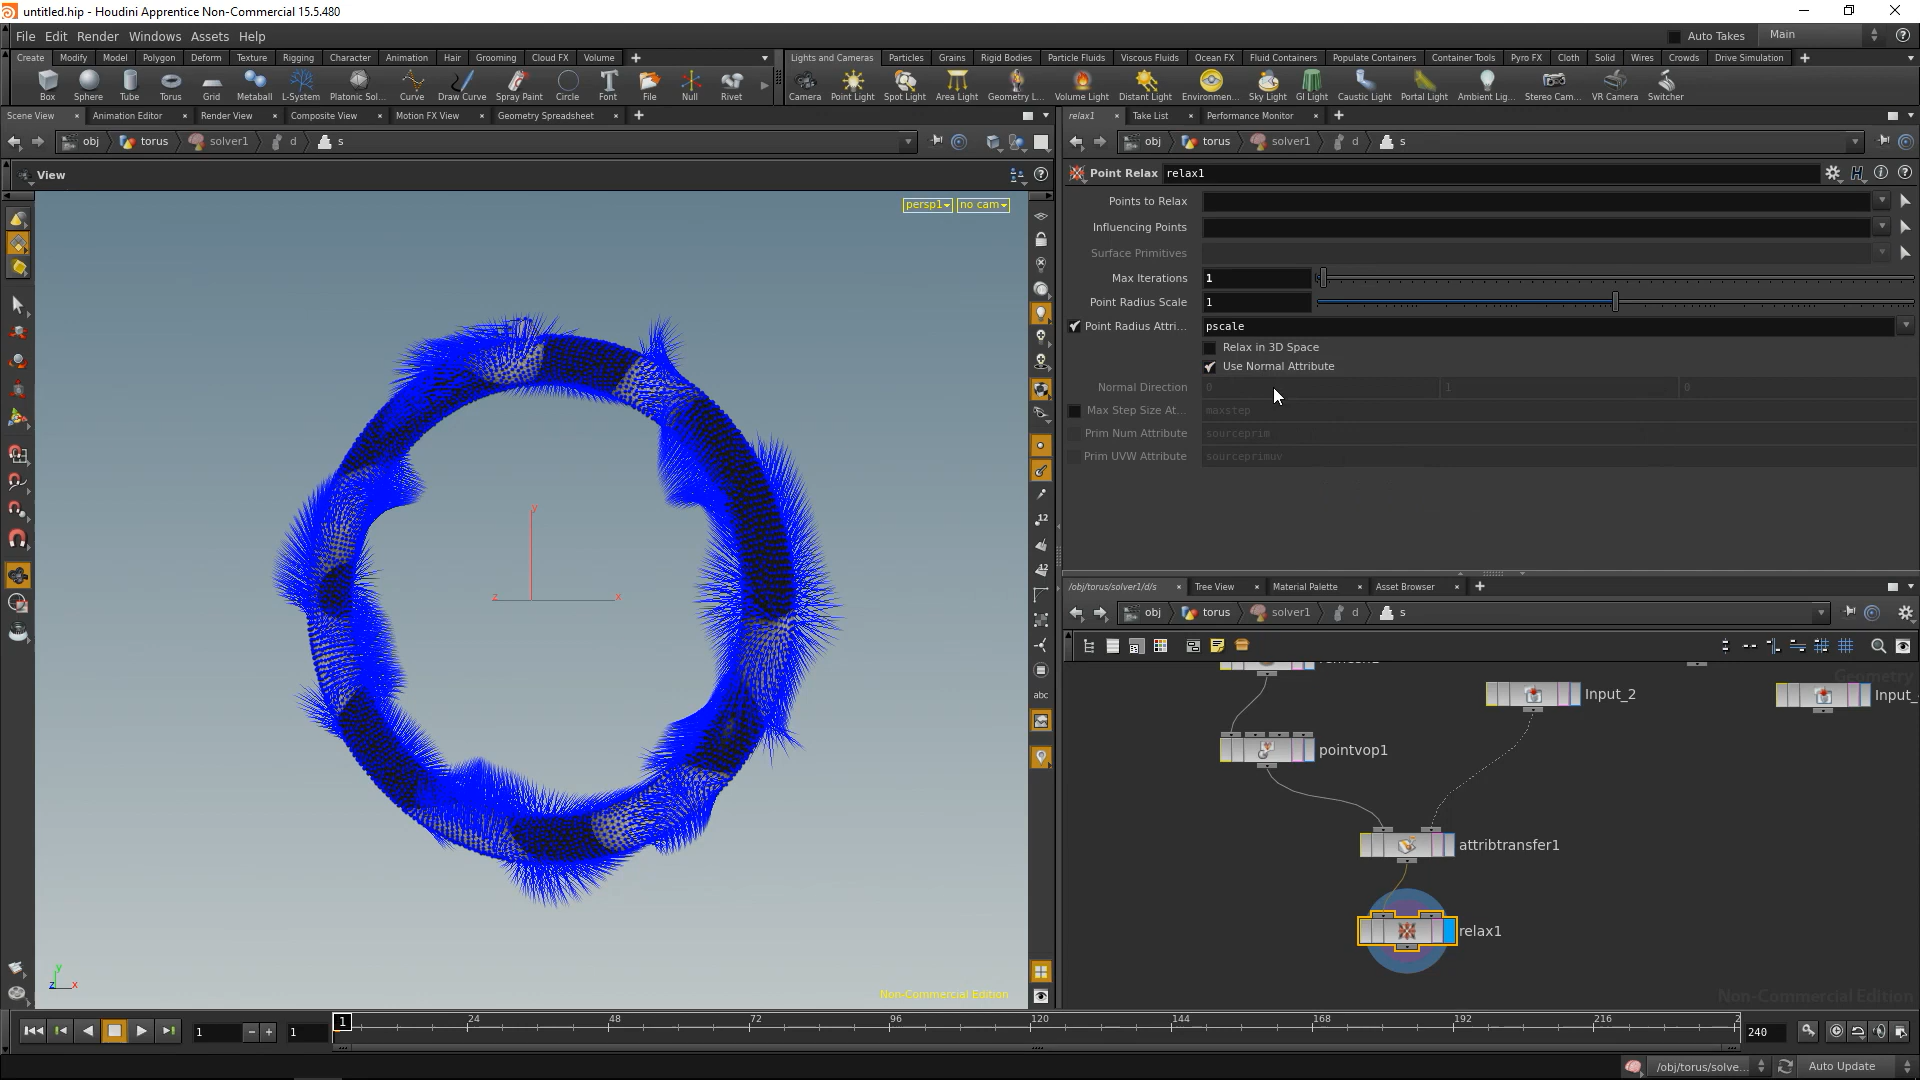 untitled.hip - Houdini Apprentice Non-Commercial 15.5.480
File Edit Render Windows Assets Help
Auto Takes Main
Create Modify Model Polygon Deform Texture Rigging Character Animation Hair Grooming Cloud FX Volume
Lights and Cameras Particles Grains Rigid Bodies Particle Fluids Viscous Fluids Ocean FX Fluid Containers Populate Containers Container Tools Pyro FX Cloth Solid Wires Crowds Drive Simulation
Box Sphere Tube Torus Grid Metaball L-System Platonic Sol... Curve Draw Curve Spray Paint Circle Font File Null Rivet
Camera Point Light Spot Light Area Light Geometry L... Volume Light Distant Light Environmen... Sky Light GI Light Caustic Light Portal Light Ambient Lig... Stereo Cam... VR Camera Switcher
Scene View Animation Editor Render View Composite View Motion FX View Geometry Spreadsheet
relax1 Take List Performance Monitor
obj torus solver1 d s
obj torus solver1 d s
View
persp1 no cam
Point Relax relax1
Points to Relax
Influencing Points
Surface Primitives
Max Iterations 1
Point Radius Scale 1
Point Radius Attri... pscale
Relax in 3D Space
Use Normal Attribute
Normal Direction 0 1 0
Max Step Size At... maxstep
Prim Num Attribute sourceprim
Prim UVW Attribute sourceprimuv
y
z x
12
12
abc
y
z x
Non-Commercial Edition
/obj/torus/solver1/d/s Tree View Material Palette Asset Browser
obj torus solver1 d s
Geometry
Input_2
Input_
pointvop1
attribtransfer1
relax1
Non-Commercial Edition
1 1 1 24 48 72 96 120 144 168 192 216 2 240
/obj/torus/solve... Auto Update